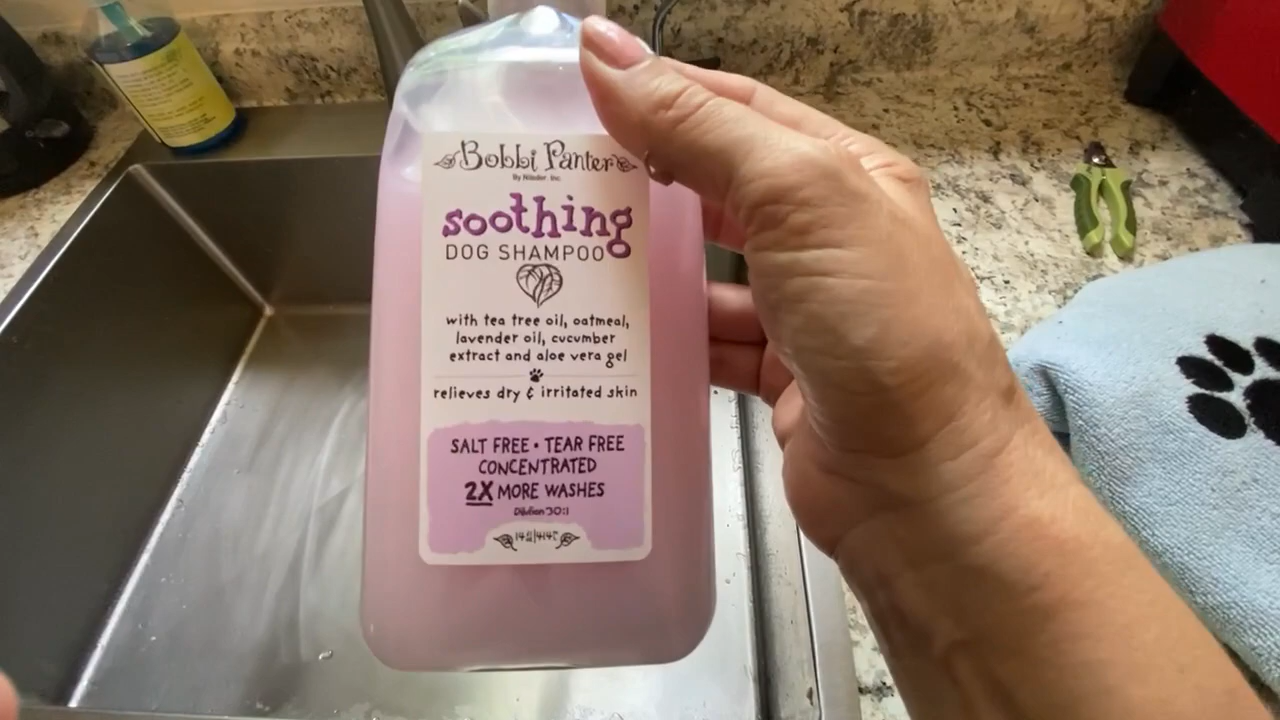 Bobbi Panter
soothing
DOG SHAMPOO
with tea tree oil, oatmeal,
lavender oil, cucumber
extract and aloe vera gel
relieves dry & irritated skin
SALT FREE • TEAR FREE
CONCENTRATED
2X MORE WASHES
Dilution 30:1